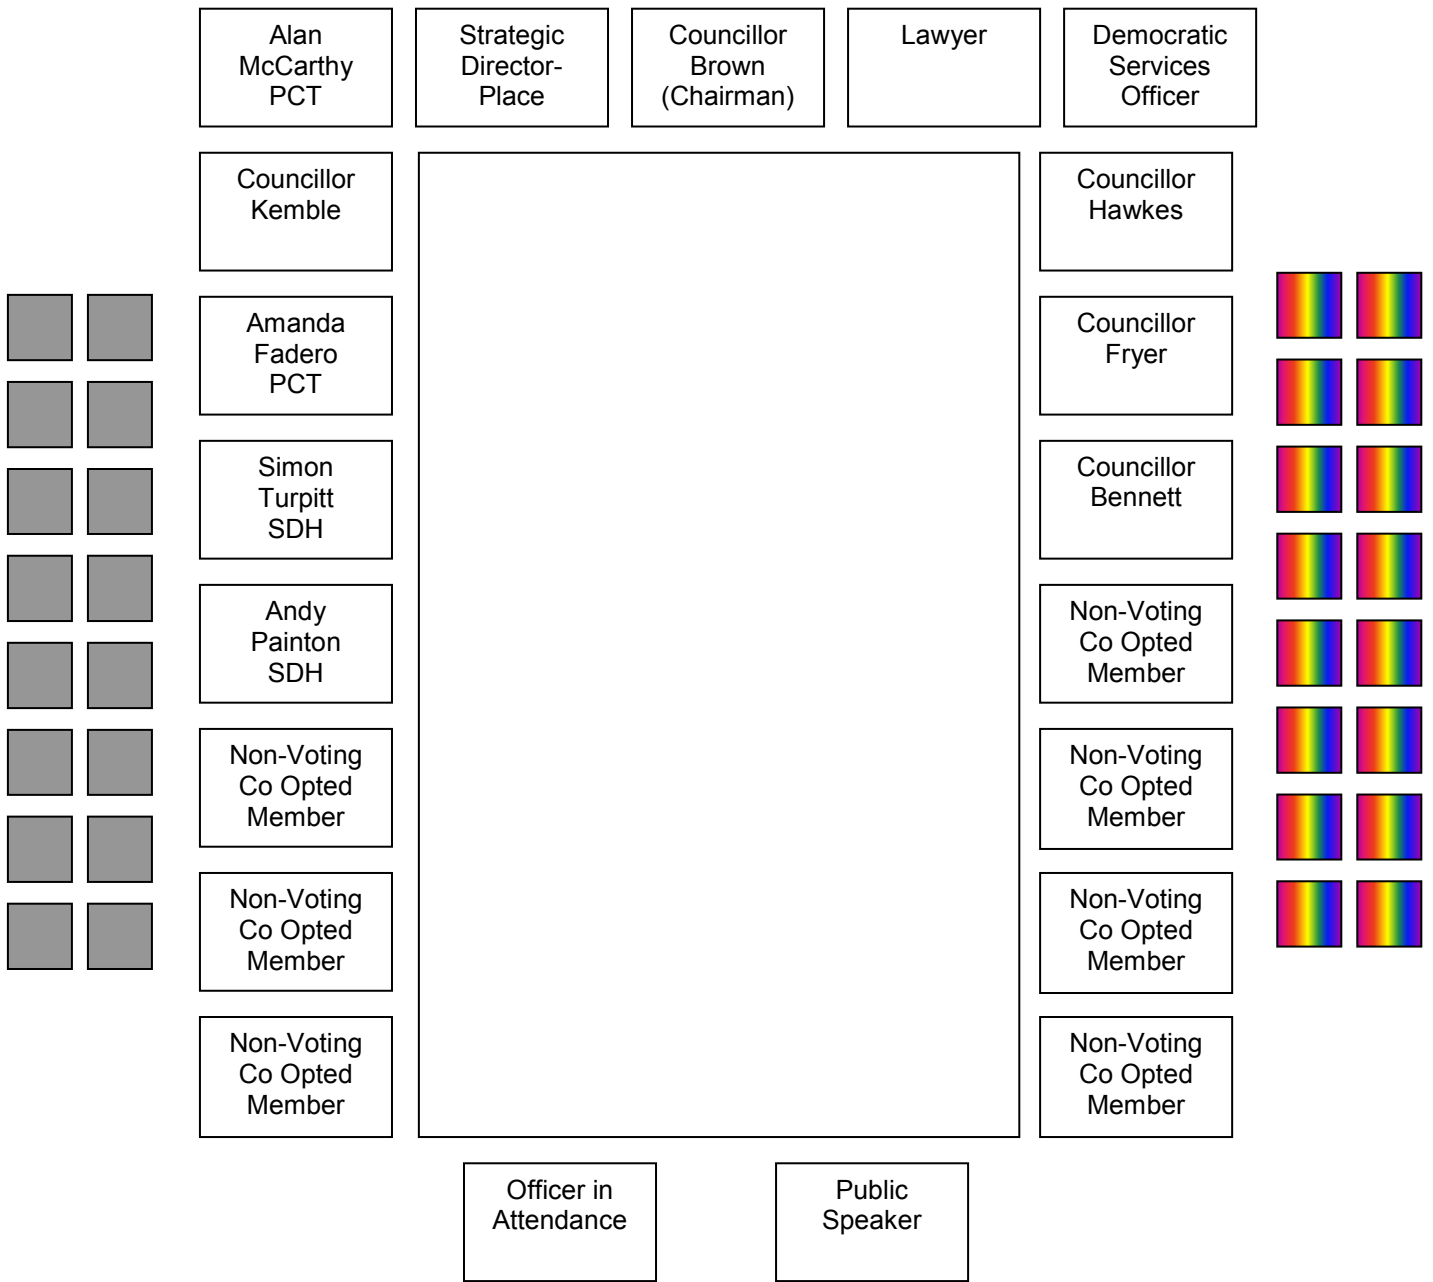 Alan
McCarthy
PCT
Strategic
Director-
Place
Councillor
Brown
(Chairman)
Lawyer
Democratic
Services
Officer
Councillor
Kemble
Councillor
Hawkes
Amanda
Fadero
PCT
Councillor
Fryer
Simon
Turpitt
SDH
Councillor
Bennett
Andy
Painton
SDH
Non-Voting
Co Opted
Member
Non-Voting
Co Opted
Member
Non-Voting
Co Opted
Member
Non-Voting
Co Opted
Member
Non-Voting
Co Opted
Member
Non-Voting
Co Opted
Member
Non-Voting
Co Opted
Member
Officer in
Attendance
Public
Speaker